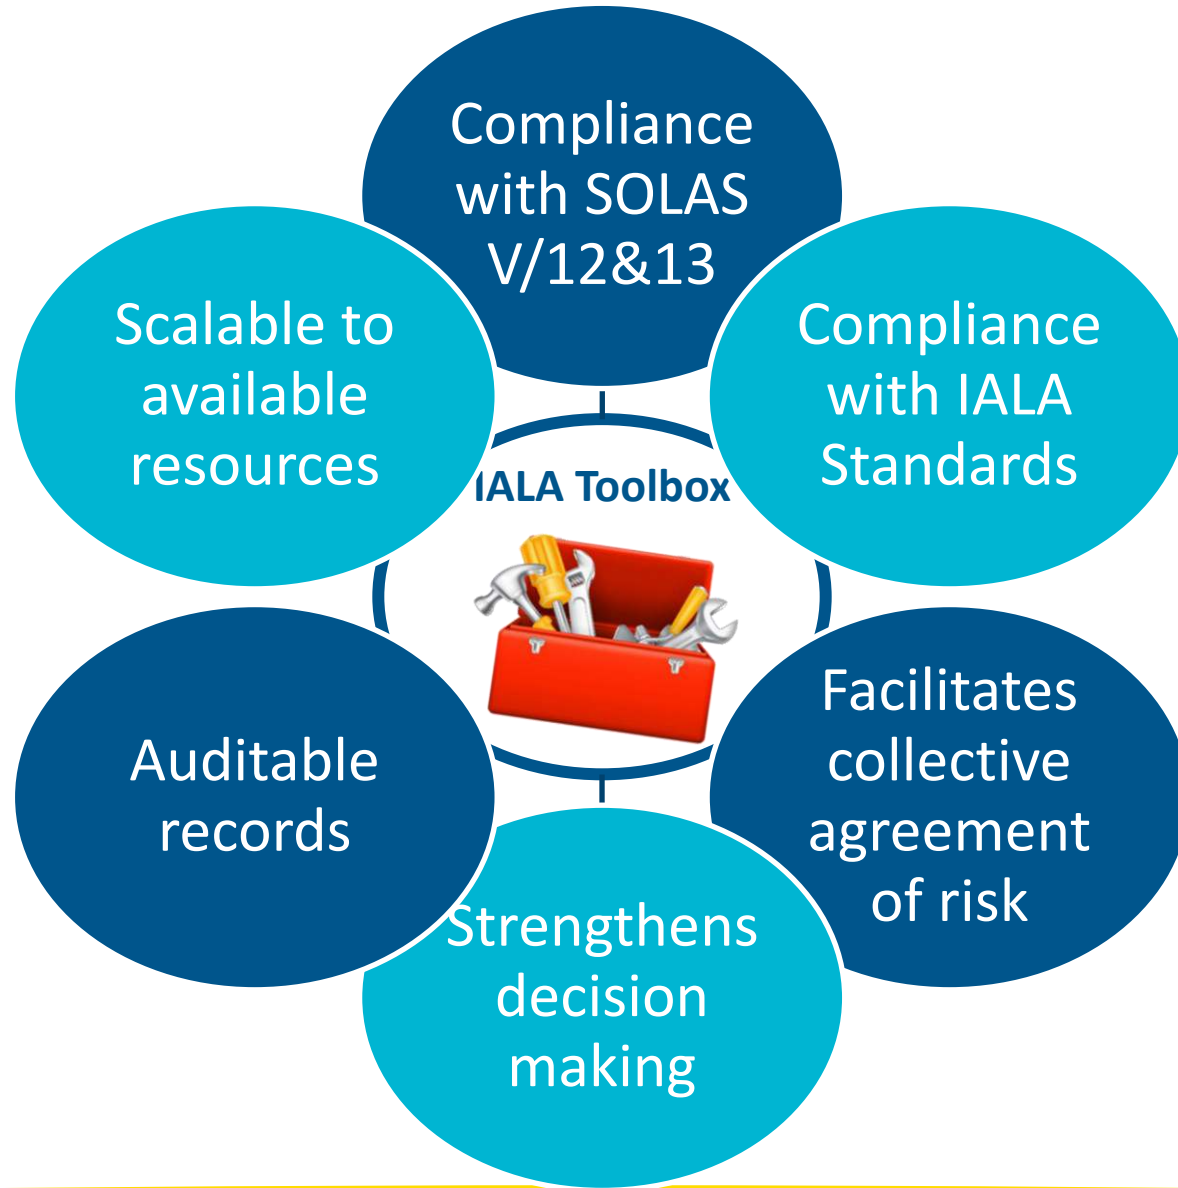 Compliance
with SOLAS
V/12&13
Compliance
with IALA
Standards
Facilitates
collective
agreement
of risk
Strengthens
decision
making
Auditable
records
Scalable to
available
resources
IALA Toolbox